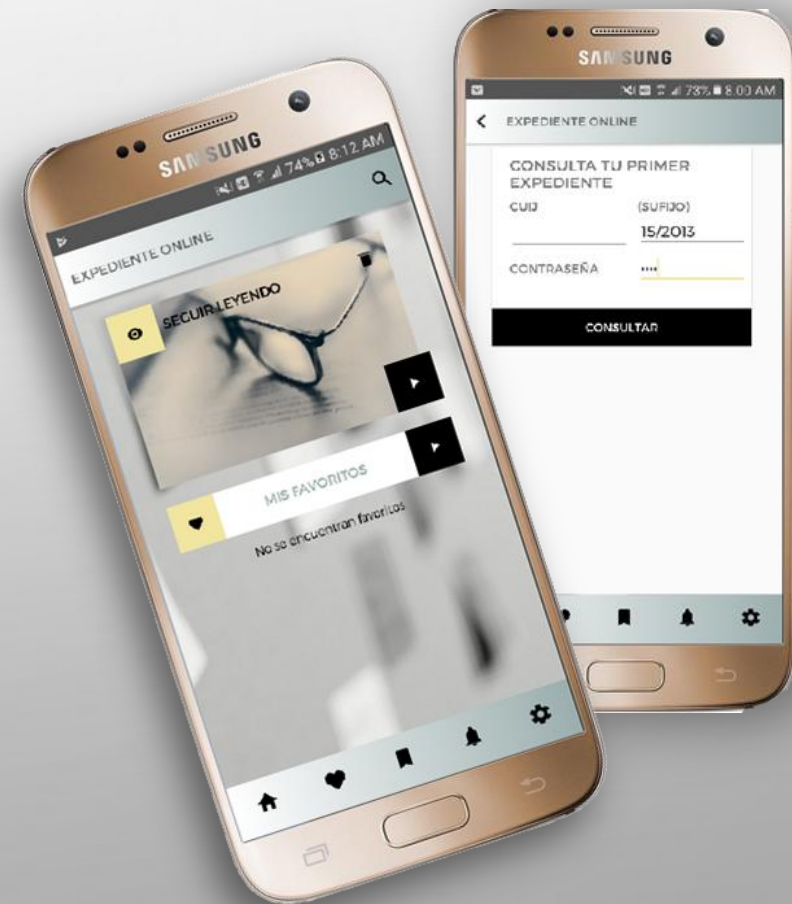 SAMSUNG
74% 8:12 AM
EXPEDIENTE ONLINE
SEGUIR LEYENDO
MIS FAVORITOS
No se encuentran favoritos
SAMSUNG
73% 8:00 AM
EXPEDIENTE ONLINE
CONSULTA TU PRIMER
EXPEDIENTE
CUIJ (SUFIJO)
15/2013
CONTRASEÑA ••••
CONSULTAR